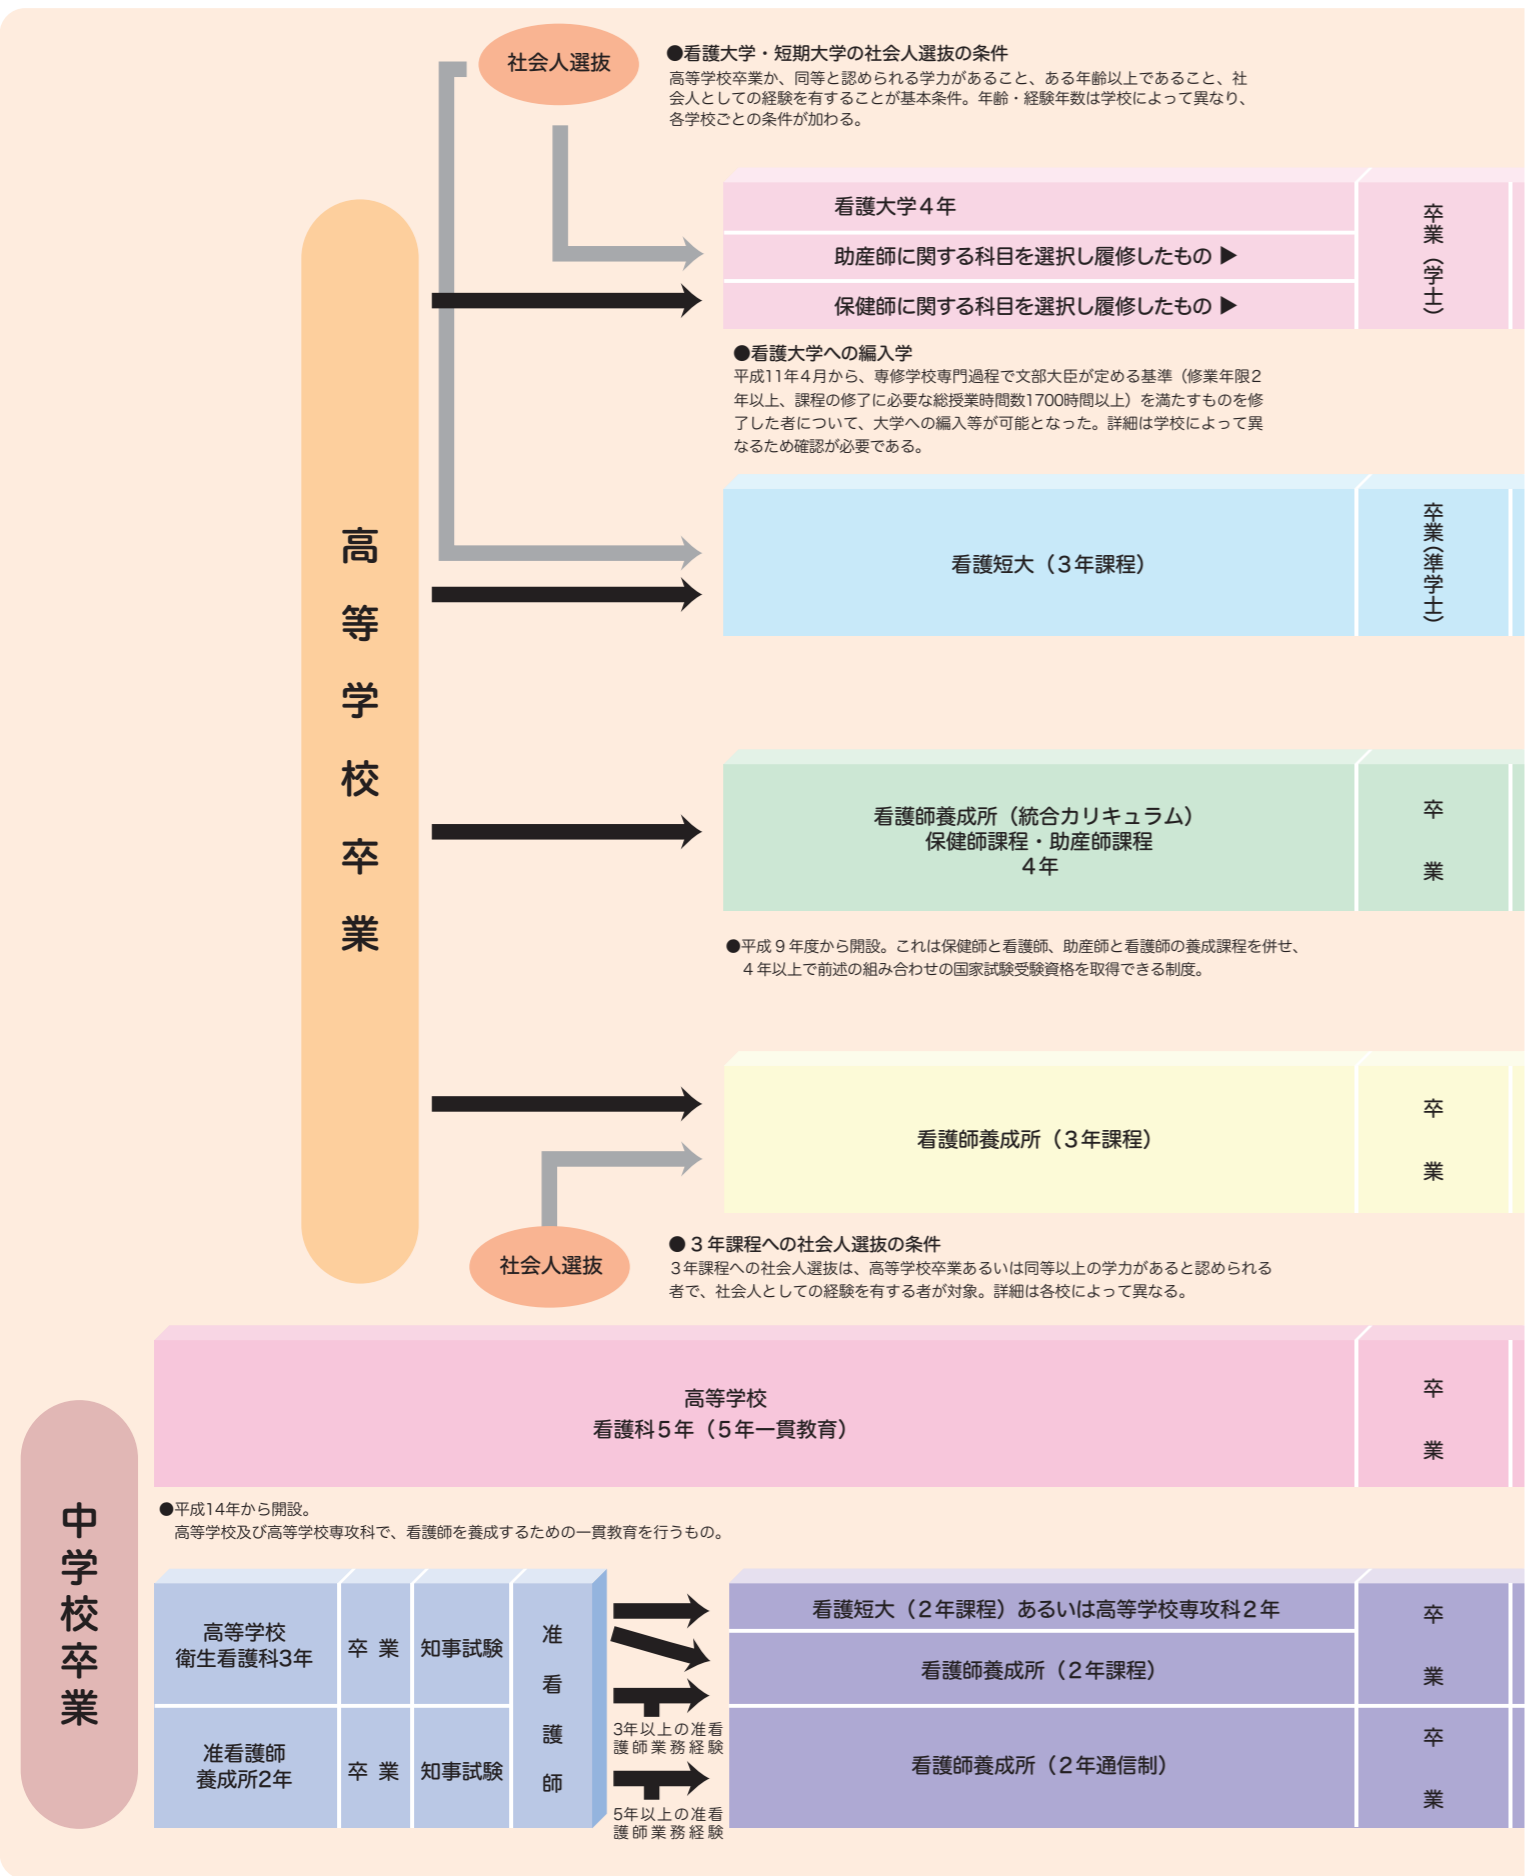 社会人選抜
●看護大学・短期大学の社会人選抜の条件
高等学校卒業か、同等と認められる学力があること、ある年齢以上であること、社
会人としての経験を有することが基本条件。年齢・経験年数は学校によって異なり、
各学校ごとの条件が加わる。
高等学校卒業
看護大学４年
助産師に関する科目を選択し履修したもの ▶
保健師に関する科目を選択し履修したもの ▶
卒業（学士）
●看護大学への編入学
平成11年４月から、専修学校専門過程で文部大臣が定める基準（修業年限２
年以上、課程の修了に必要な総授業時間数1700時間以上）を満たすものを修
了した者について、大学への編入等が可能となった。詳細は学校によって異
なるため確認が必要である。
看護短大（３年課程）
卒業（準学士）
看護師養成所（統合カリキュラム）
保健師課程・助産師課程
４年
卒業
●平成９年度から開設。これは保健師と看護師、助産師と看護師の養成課程を併せ、
４年以上で前述の組み合わせの国家試験受験資格を取得できる制度。
看護師養成所（３年課程）
卒業
社会人選抜
●３年課程への社会人選抜の条件
３年課程への社会人選抜は、高等学校卒業あるいは同等以上の学力があると認められる
者で、社会人としての経験を有する者が対象。詳細は各校によって異なる。
中学校卒業
高等学校
看護科５年（５年一貫教育）
卒業
●平成14年から開設。
高等学校及び高等学校専攻科で、看護師を養成するための一貫教育を行うもの。
高等学校
衛生看護科3年
卒 業
知事試験
准看護師
養成所2年
卒 業
知事試験
准看護師
3年以上の准看
護師業務経験
5年以上の准看
護師業務経験
看護短大（２年課程）あるいは高等学校専攻科２年
看護師養成所（２年課程）
卒業
看護師養成所（２年通信制）
卒業